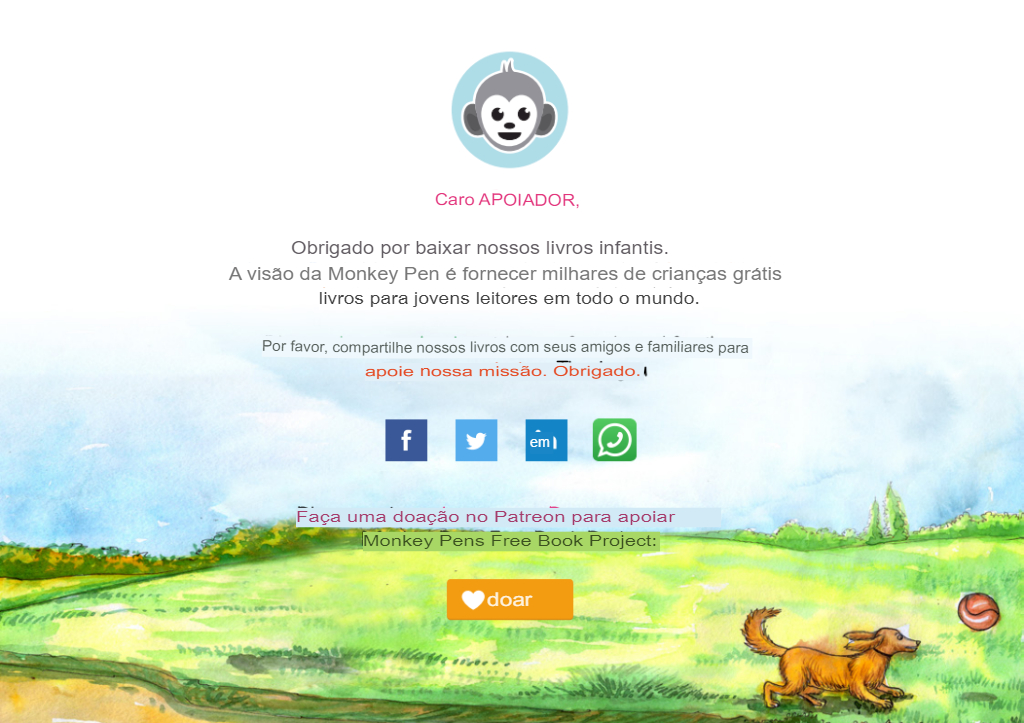 Caro APOIADOR,
Obrigado por baixar nossos livros infantis.
A visão da Monkey Pen é fornecer milhares de crianças grátis
livros para jovens leitores em todo o mundo.
Por favor, compartilhe nossos livros com seus amigos e familiares para
apoie nossa missão. Obrigado.
f
em
Faça uma doação no Patreon para apoiar
Monkey Pens Free Book Project:
doar